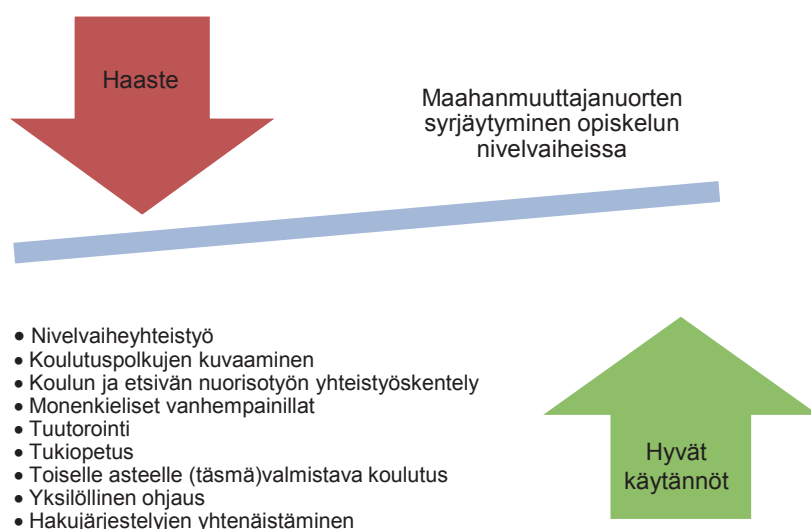 Haaste
Maahanmuuttajanuorten
syrjäytyminen opiskelun
nivelvaiheissa
• Nivelvaiheyhteistyö
• Koulutuspolkujen kuvaaminen
• Koulun ja etsivän nuorisotyön yhteistyöskentely
• Monenkieliset vanhempainillat
• Tuutorointi
• Tukiopetus
• Toiselle asteelle (täsmä)valmistava koulutus
• Yksilöllinen ohjaus
• Hakujärjestelyjen yhtenäistäminen
Hyvät
käytännöt